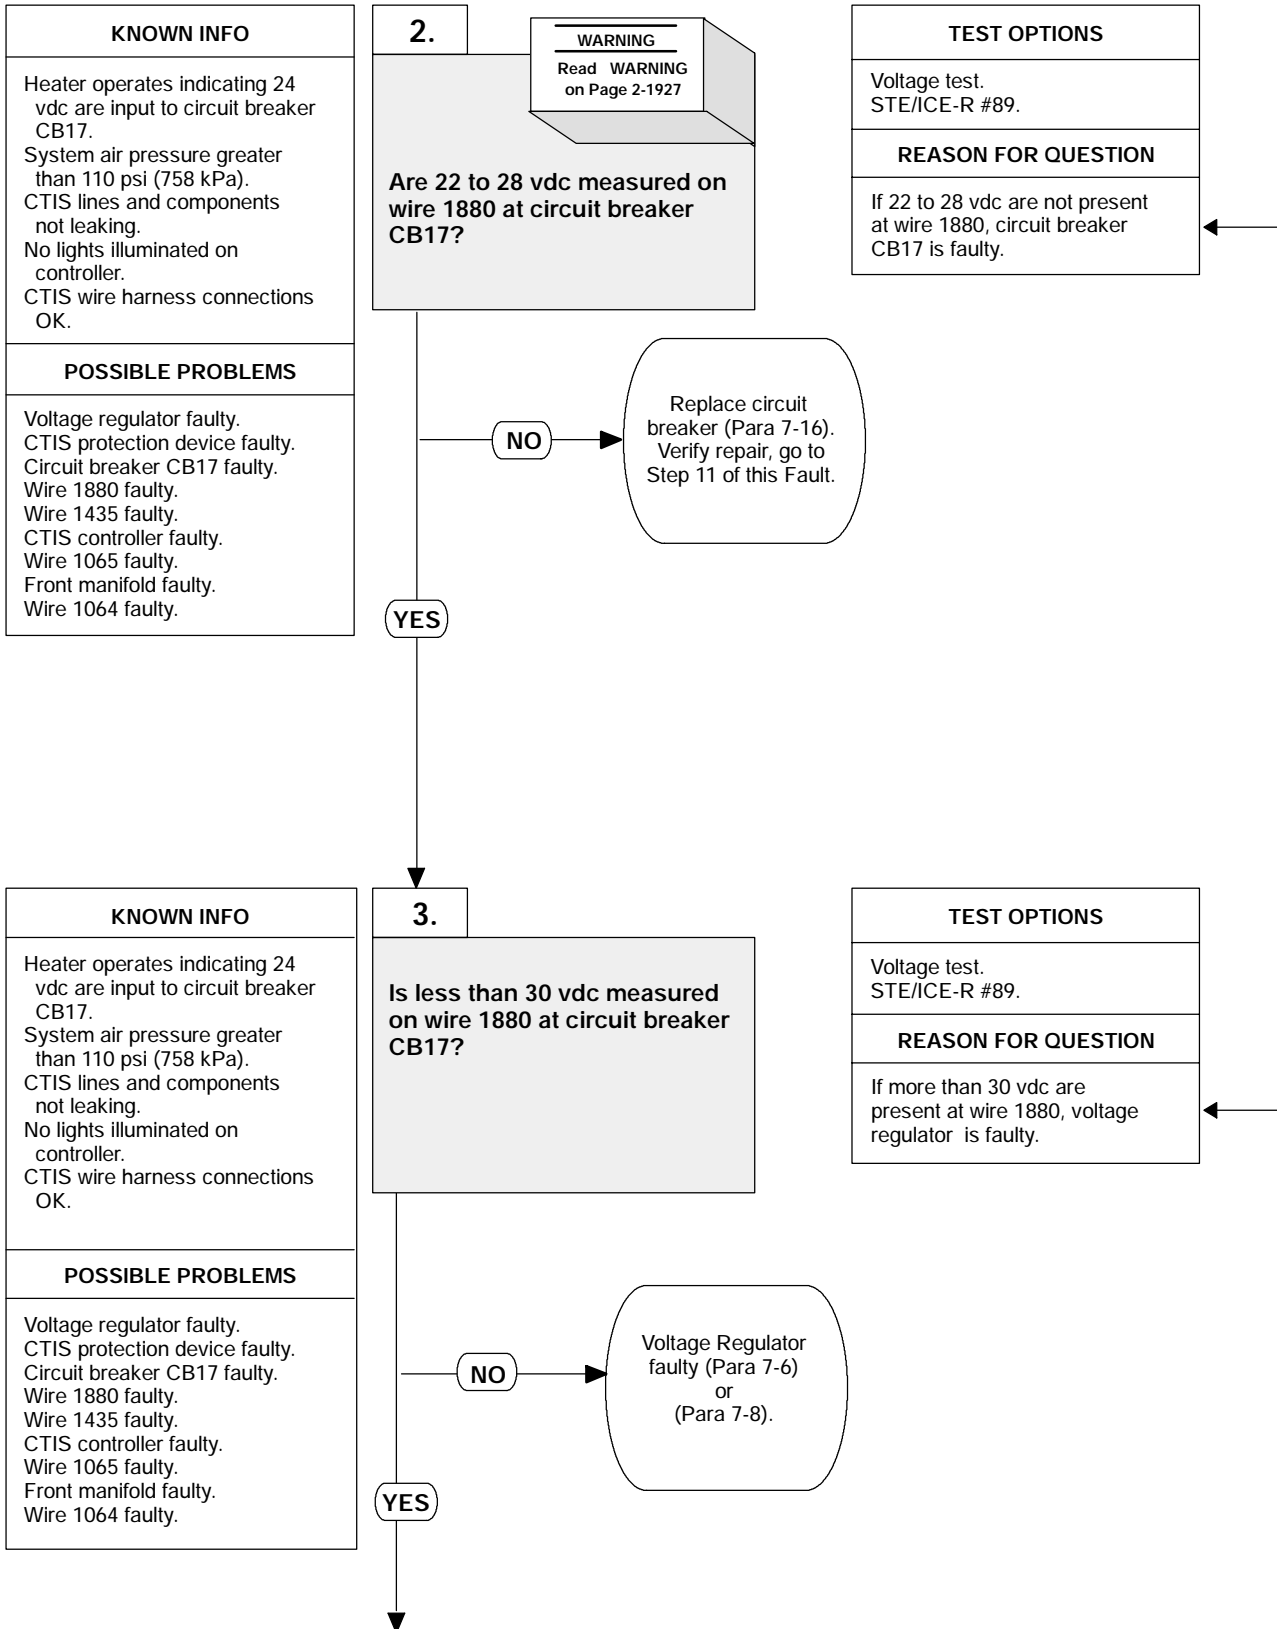 KNOWN INFO
Heater operates indicating 24
vdc are input to circuit breaker
CB17.
System air pressure greater
than 110 psi (758 kPa).
CTIS lines and components
not leaking.
No lights illuminated on
controller.
CTIS wire harness connections
OK.
POSSIBLE PROBLEMS
Voltage regulator faulty.
CTIS protection device faulty.
Circuit breaker CB17 faulty.
Wire 1880 faulty.
Wire 1435 faulty.
CTIS controller faulty.
Wire 1065 faulty.
Front manifold faulty.
Wire 1064 faulty.
2.
WARNING
Read WARNING
on Page 2-1927
Are 22 to 28 vdc measured on
wire 1880 at circuit breaker
CB17?
TEST OPTIONS
Voltage test.
STE/ICE-R #89.
REASON FOR QUESTION
If 22 to 28 vdc are not present
at wire 1880, circuit breaker
CB17 is faulty.
NO
Replace circuit
breaker (Para 7-16).
Verify repair, go to
Step 11 of this Fault.
YES
KNOWN INFO
Heater operates indicating 24
vdc are input to circuit breaker
CB17.
System air pressure greater
than 110 psi (758 kPa).
CTIS lines and components
not leaking.
No lights illuminated on
controller.
CTIS wire harness connections
OK.
POSSIBLE PROBLEMS
Voltage regulator faulty.
CTIS protection device faulty.
Circuit breaker CB17 faulty.
Wire 1880 faulty.
Wire 1435 faulty.
CTIS controller faulty.
Wire 1065 faulty.
Front manifold faulty.
Wire 1064 faulty.
3.
Is less than 30 vdc measured
on wire 1880 at circuit breaker
CB17?
TEST OPTIONS
Voltage test.
STE/ICE-R #89.
REASON FOR QUESTION
If more than 30 vdc are
present at wire 1880, voltage
regulator is faulty.
NO
Voltage Regulator
faulty (Para 7-6)
or
(Para 7-8).
YES